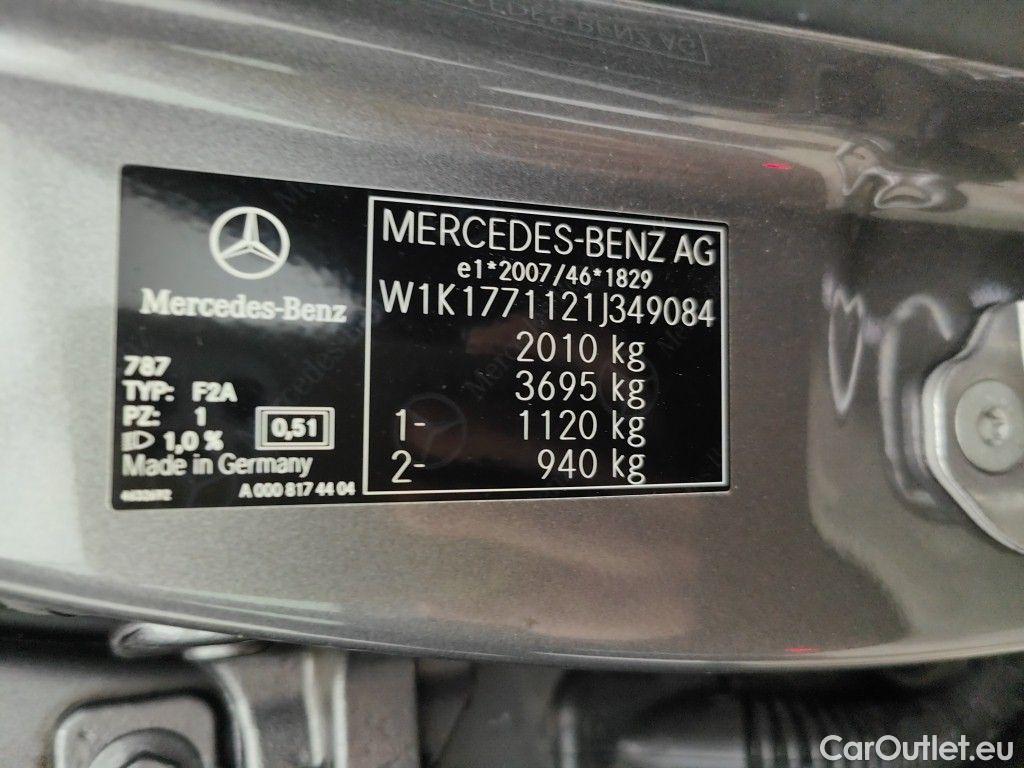 Mercedes-Benz
787
TYP: F2A
PZ: 1
1,0 %
0,51
Made in Germany
A 000 817 44 04
MERCEDES-BENZ AG
e1*2007/46*1829
W1K1771121J349084
2010 kg
3695 kg
1- 1120 kg
2- 940 kg
CarOutlet.eu